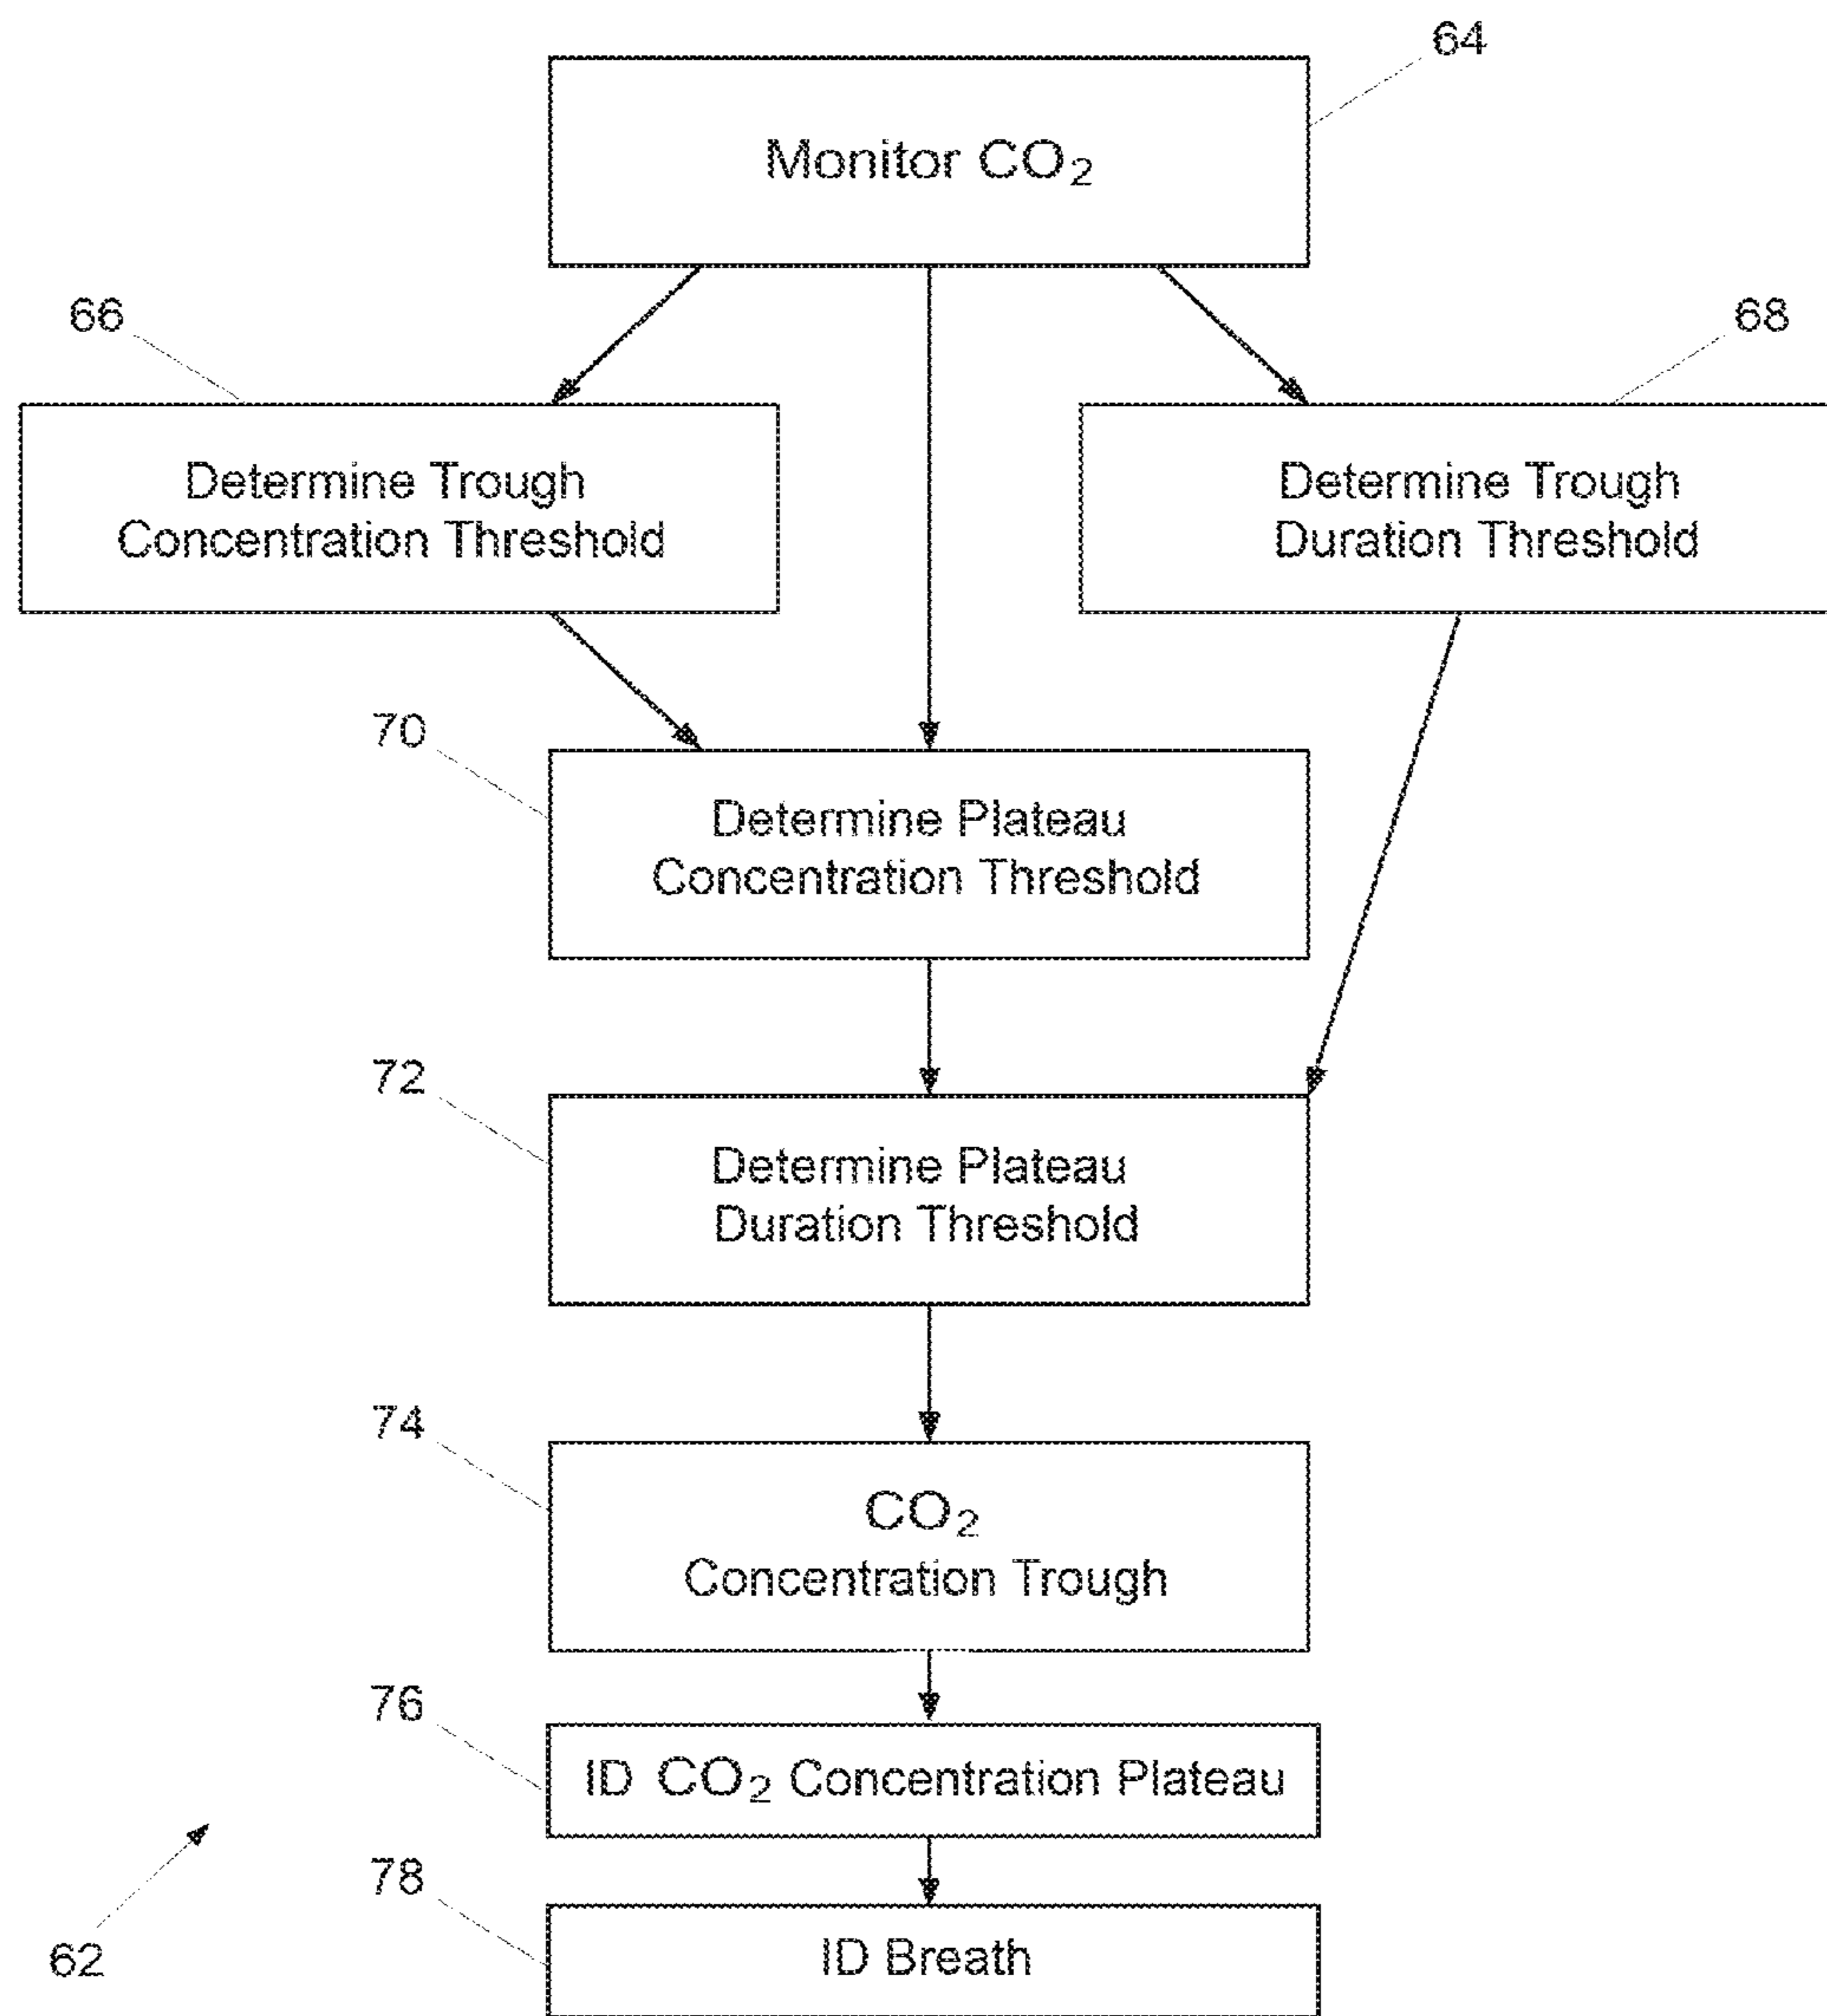 64
Monitor CO₂
66
68
Determine Trough
Concentration Threshold
Determine Trough
Duration Threshold
70
Determine Plateau
Concentration Threshold
72
Determine Plateau
Duration Threshold
74
CO₂
Concentration Trough
76
ID CO₂ Concentration Plateau
78
ID Breath
62